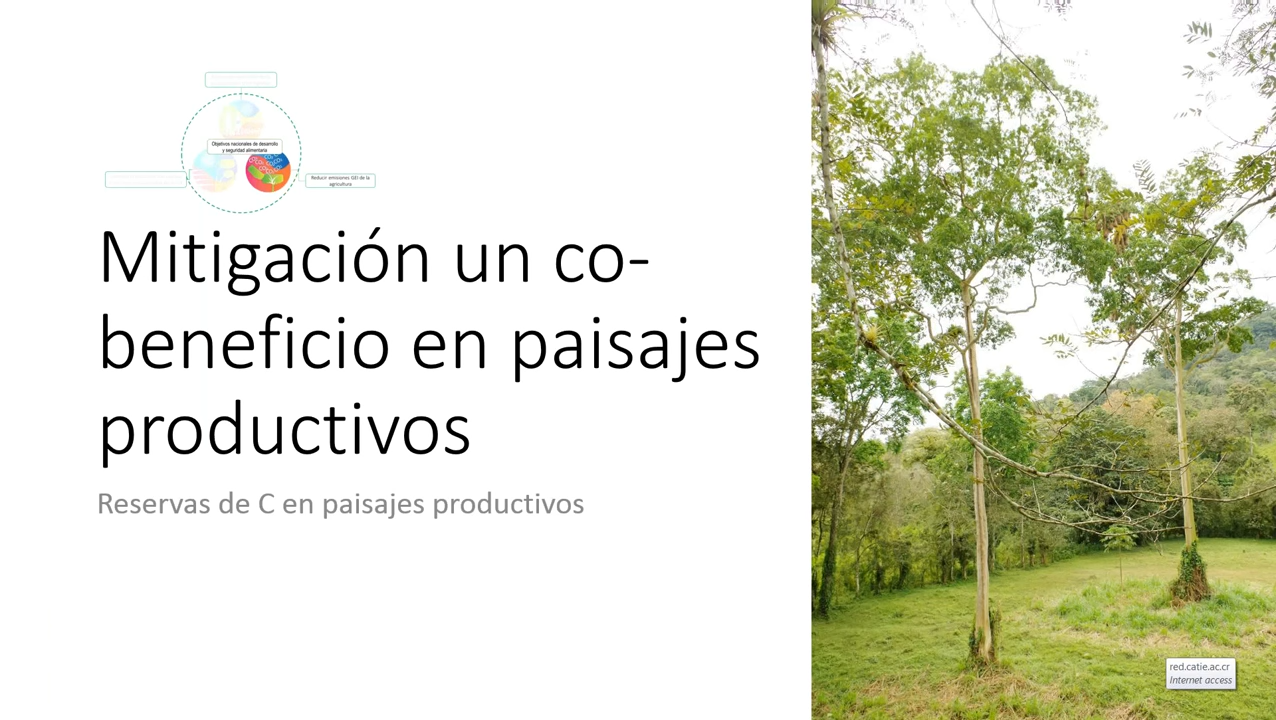 Objetivos nacionales de desarrollo
y seguridad alimentaria
Reducir emisiones GEI de la
agricultura
Mitigación un co-
beneficio en paisajes
productivos
Reservas de C en paisajes productivos
red.catie.ac.cr
Internet access